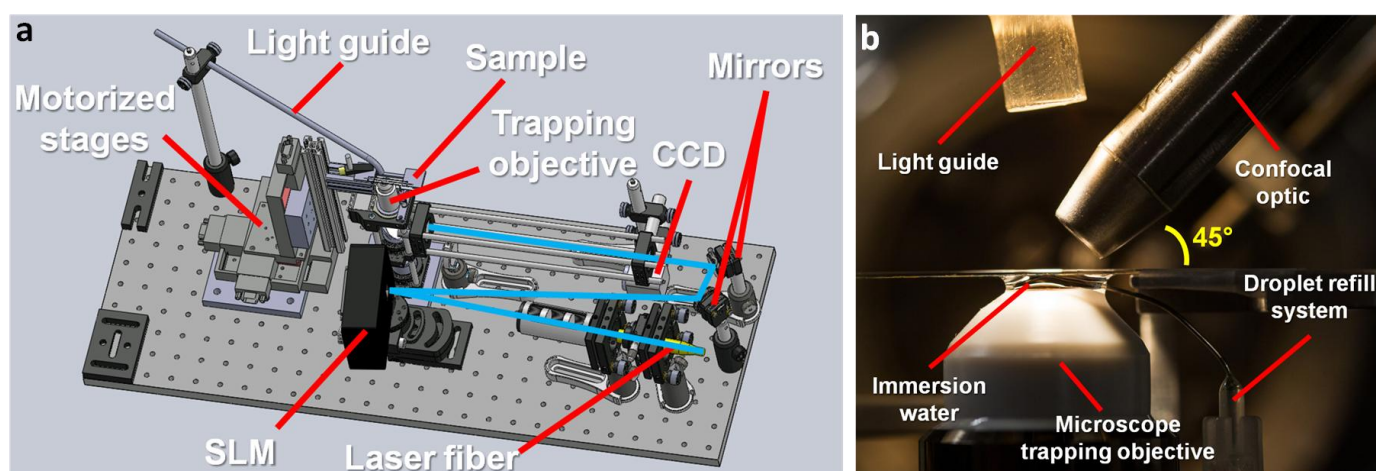 a
Light guide
Sample
Mirrors
Motorized
stages
Trapping
objective
CCD
SLM
Laser fiber
b
Light guide
Confocal
optic
45°
Droplet refill
system
Immersion
water
Microscope
trapping objective